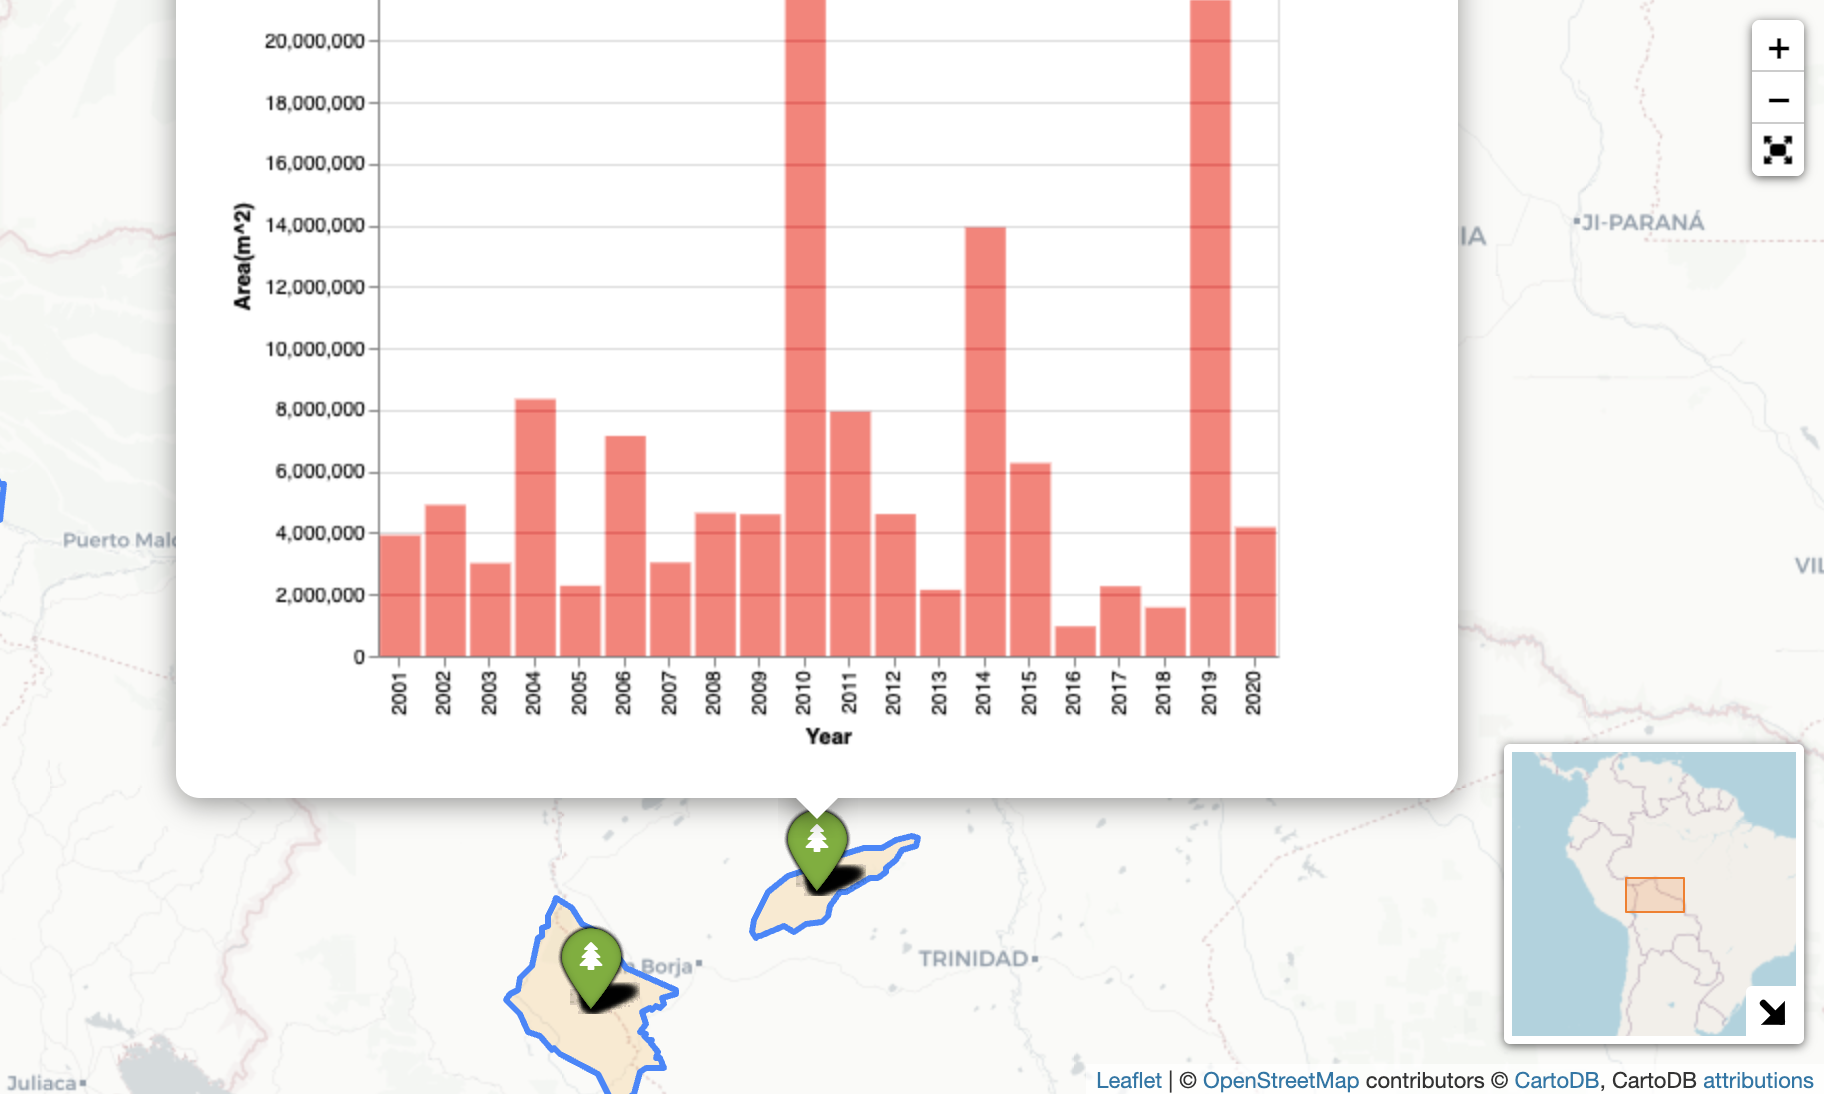 20,000,000
18,000,000
16,000,000
14,000,000
12,000,000
10,000,000
8,000,000
6,000,000
4,000,000
2,000,000
0
Area(m^2)
2001 2002 2003 2004 2005 2006 2007 2008 2009 2010 2011 2012 2013 2014 2015 2016 2017 2018 2019 2020
Year
+
−
IA
JI-PARANÁ
Puerto Mal
VIL
Borja
TRINIDAD
Juliaca
Leaflet | © OpenStreetMap contributors © CartoDB, CartoDB attributions